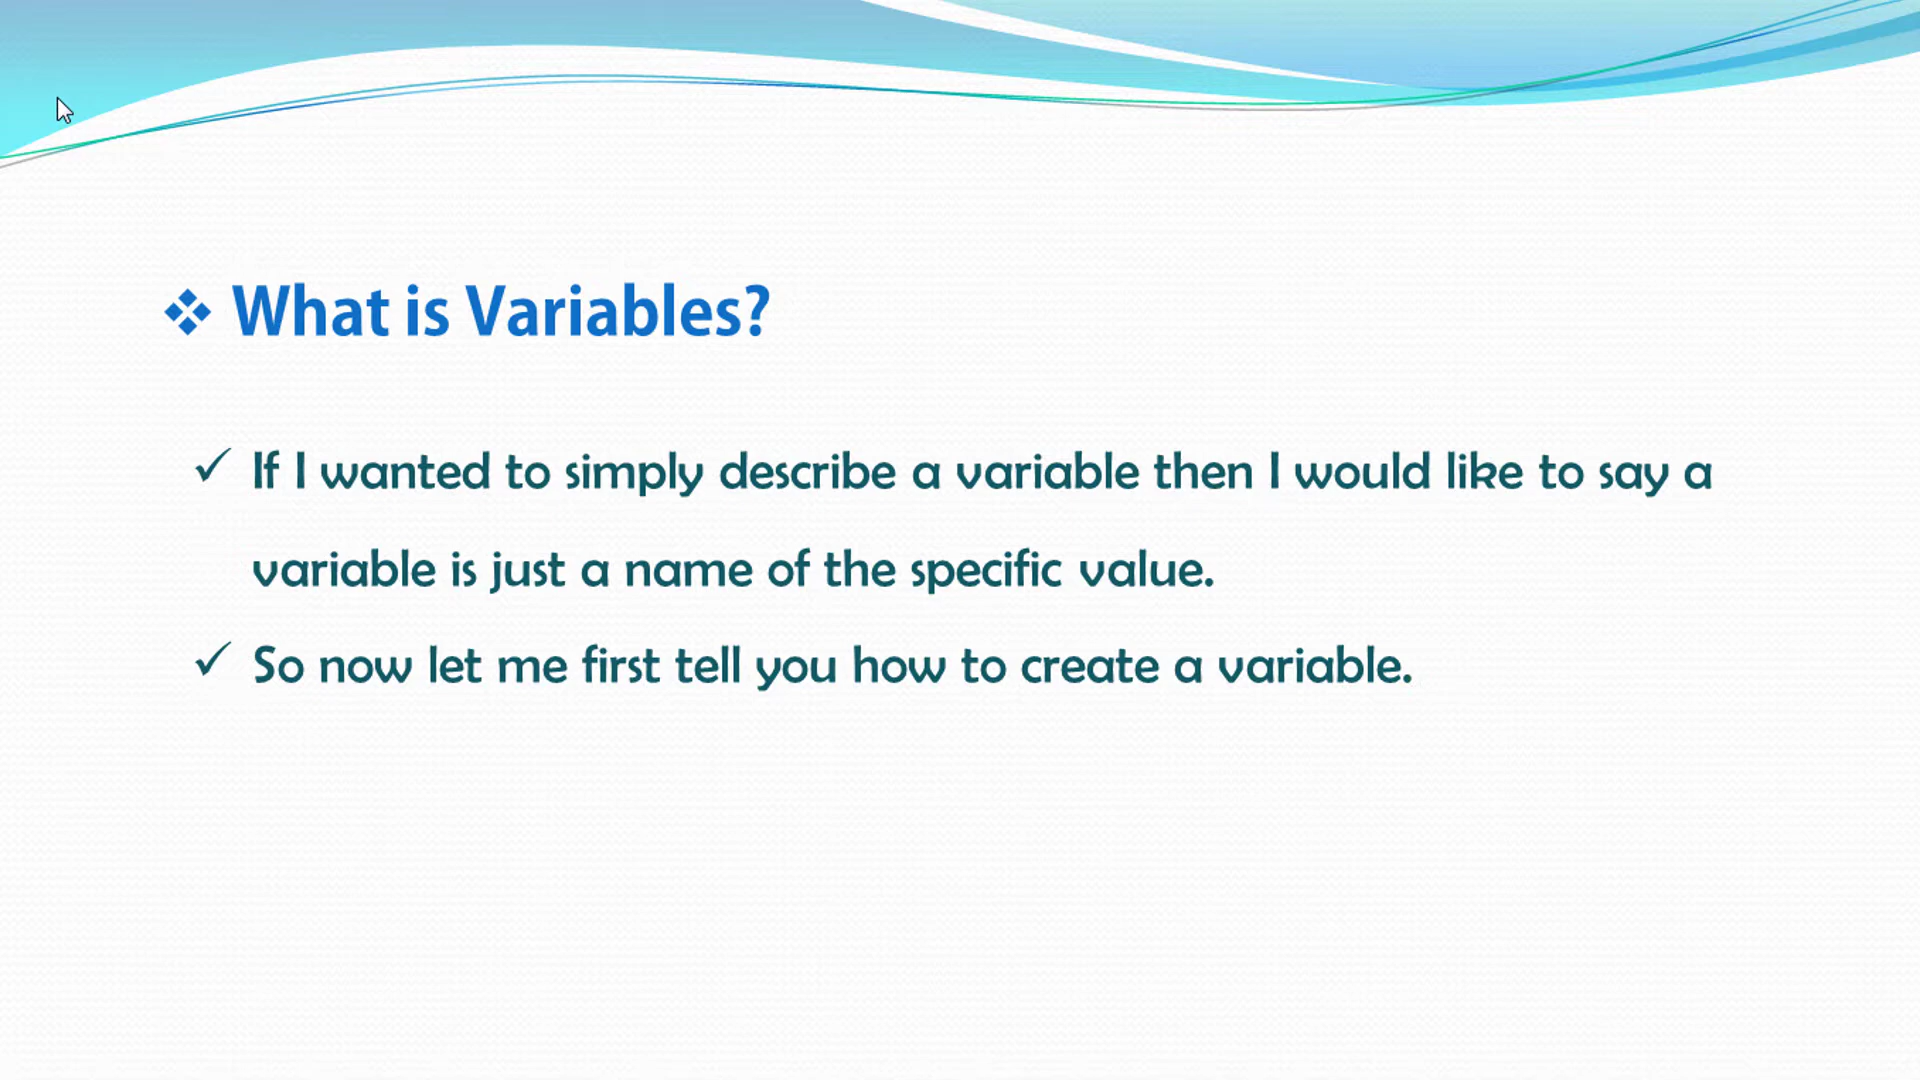 What is Variables?
If I wanted to simply describe a variable then I would like to say a
variable is just a name of the specific value.
So now let me first tell you how to create a variable.